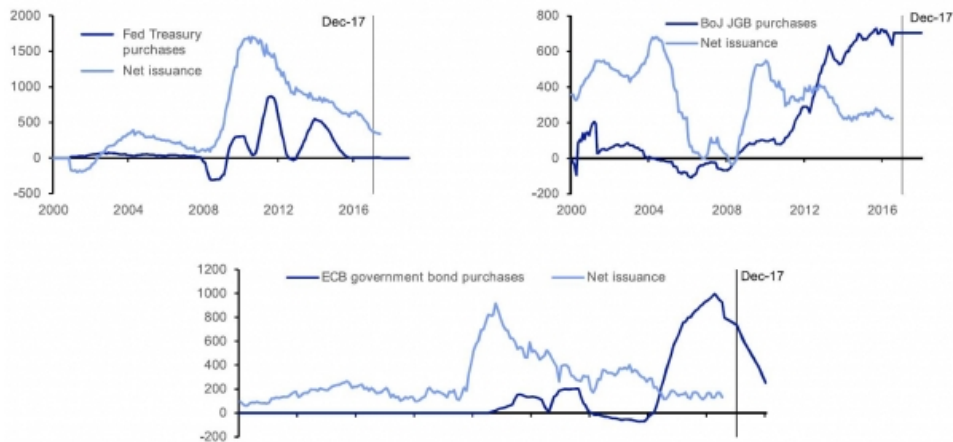 2000
1500
1000
500
0
-500
2000 2004 2008 2012 2016
Fed Treasury
purchases
Net issuance
Dec-17
800
600
400
200
0
-200
2000 2004 2008 2012 2016
BoJ JGB purchases
Net issuance
Dec-17
1200
1000
800
600
400
200
0
-200
ECB government bond purchases
Net issuance
Dec-17